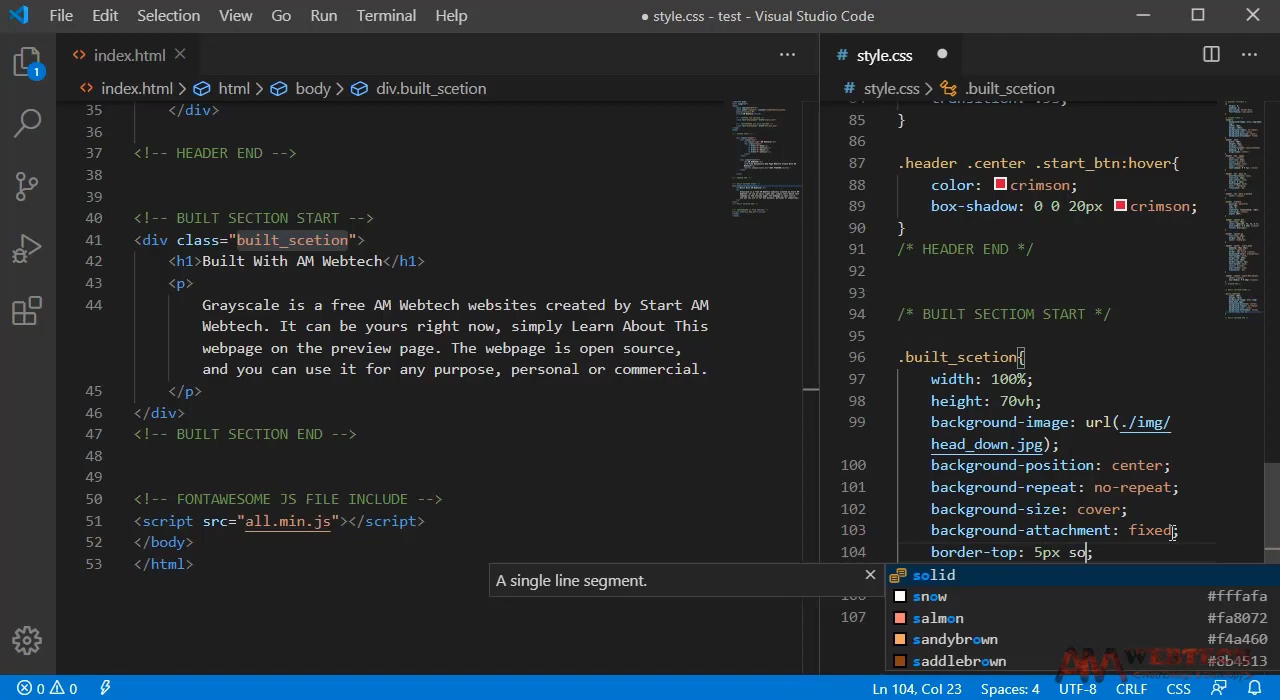 File Edit Selection View Go Run Terminal Help
● style.css - test - Visual Studio Code
1
index.html
index.html > html > body > div.built_scetion
35 </div>
36
37 <!-- HEADER END -->
38
39
40 <!-- BUILT SECTION START -->
41 <div class="built_scetion">
42 <h1>Built With AM Webtech</h1>
43 <p>
44 Grayscale is a free AM Webtech websites created by Start AM
Webtech. It can be yours right now, simply Learn About This
webpage on the preview page. The webpage is open source,
and you can use it for any purpose, personal or commercial.
45 </p>
46 </div>
47 <!-- BUILT SECTION END -->
48
49
50 <!-- FONTAWESOME JS FILE INCLUDE -->
51 <script src="all.min.js"></script>
52 </body>
53 </html>
# style.css
# style.css > .built_scetion
85 }
86
87 .header .center .start_btn:hover{
88 color: crimson;
89 box-shadow: 0 0 20px crimson;
90 }
91 /* HEADER END */
92
93
94 /* BUILT SECTIOM START */
95
96 .built_scetion{
97 width: 100%;
98 height: 70vh;
99 background-image: url(./img/
head_down.jpg);
100 background-position: center;
101 background-repeat: no-repeat;
102 background-size: cover;
103 background-attachment: fixed;
104 border-top: 5px so;
107
A single line segment.
solid
snow #fffafa
salmon #fa8072
sandybrown #f4a460
saddlebrown #8b4513
AM WEBTECH
0 0
Ln 104, Col 23 Spaces: 4 UTF-8 CRLF CSS